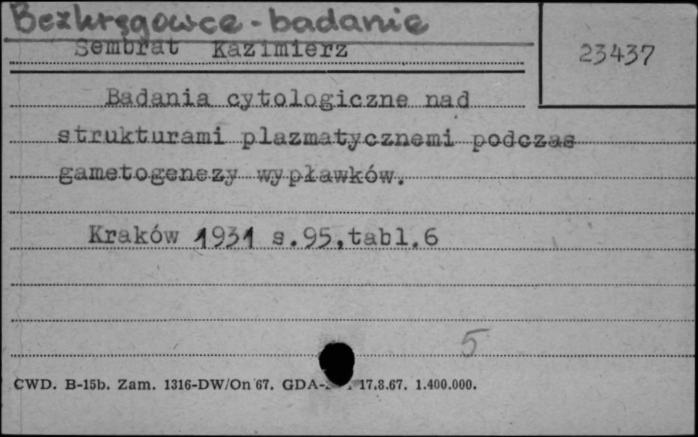 Bezkręgowce - badanie
Sembrat Kazimierz
23437
Badania cytologiczne nad
strukturami plazmatycznemi podczas
gametogenezy wypławków.
Kraków 1931 s.95,tabl.6
5
CWD. B-15b. Zam. 1316-DW/On 67. GDA- 17.8.67. 1.400.000.